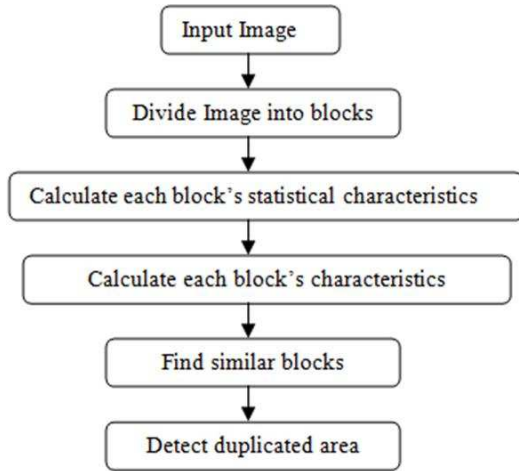 Input Image
Divide Image into blocks
Calculate each block's statistical characteristics
Calculate each block's characteristics
Find similar blocks
Detect duplicated area